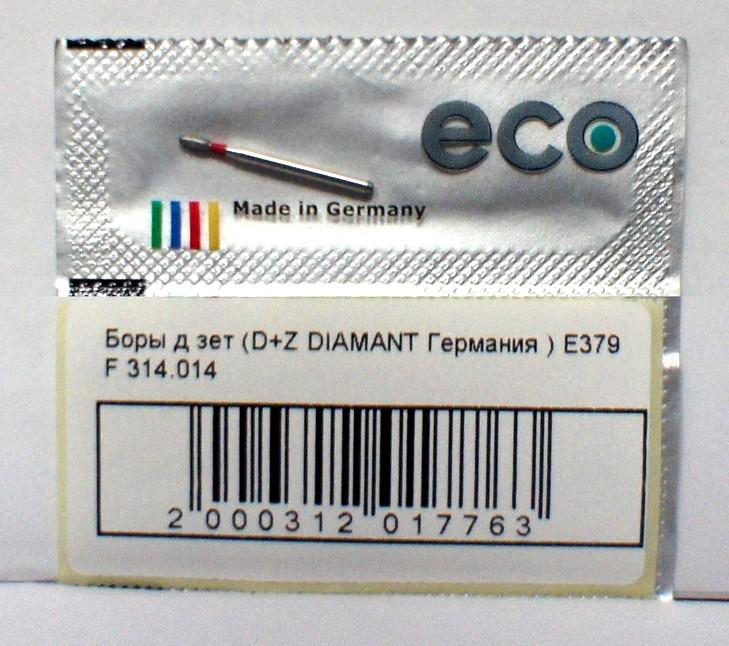 eco
Made in Germany
Боры д зет (D+Z DIAMANT Германия ) E379
F 314.014
2 000312 017763